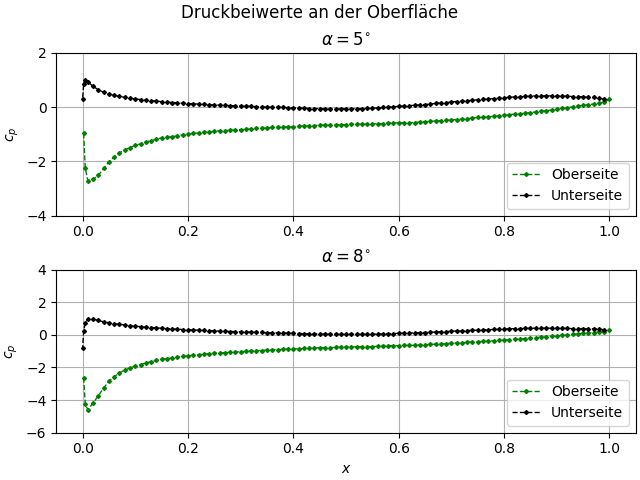 Druckbeiwerte an der Oberfläche
α = 5°
2
0
−2
−4
c_p
0.0 0.2 0.4 0.6 0.8 1.0
Oberseite
Unterseite
α = 8°
4
2
0
−2
−4
−6
c_p
0.0 0.2 0.4 0.6 0.8 1.0
Oberseite
Unterseite
x